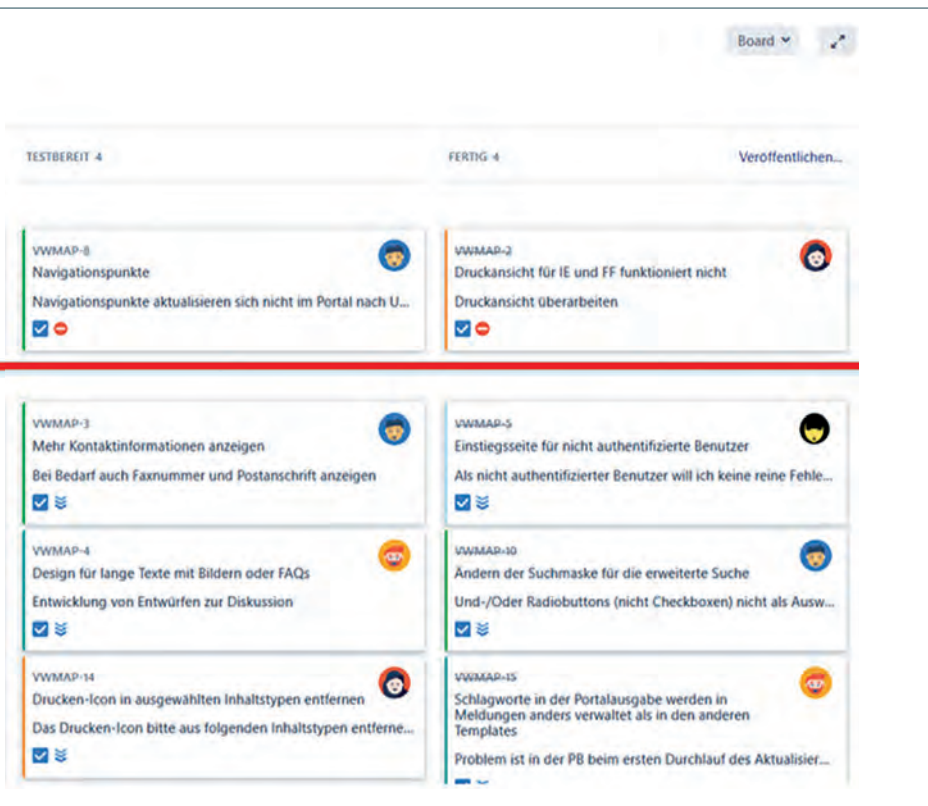 Board
TESTBEREIT 4
FERTIG 4
Veröffentlichen...
VWMAP-8
Navigationspunkte
Navigationspunkte aktualisieren sich nicht im Portal nach U...
VWMAP-2
Druckansicht für IE und FF funktioniert nicht
Druckansicht überarbeiten
VWMAP-3
Mehr Kontaktinformationen anzeigen
Bei Bedarf auch Faxnummer und Postanschrift anzeigen
VWMAP-5
Einstiegsseite für nicht authentifizierte Benutzer
Als nicht authentifizierter Benutzer will ich keine reine Fehle...
VWMAP-4
Design für lange Texte mit Bildern oder FAQs
Entwicklung von Entwürfen zur Diskussion
VWMAP-10
Ändern der Suchmaske für die erweiterte Suche
Und-/Oder Radiobuttons (nicht Checkboxen) nicht als Ausw...
VWMAP-14
Drucken-Icon in ausgewählten Inhaltstypen entfernen
Das Drucken-Icon bitte aus folgenden Inhaltstypen entferne...
VWMAP-15
Schlagworte in der Portalausgabe werden in
Meldungen anders verwaltet als in den anderen
Templates
Problem ist in der PB beim ersten Durchlauf des Aktualisier...